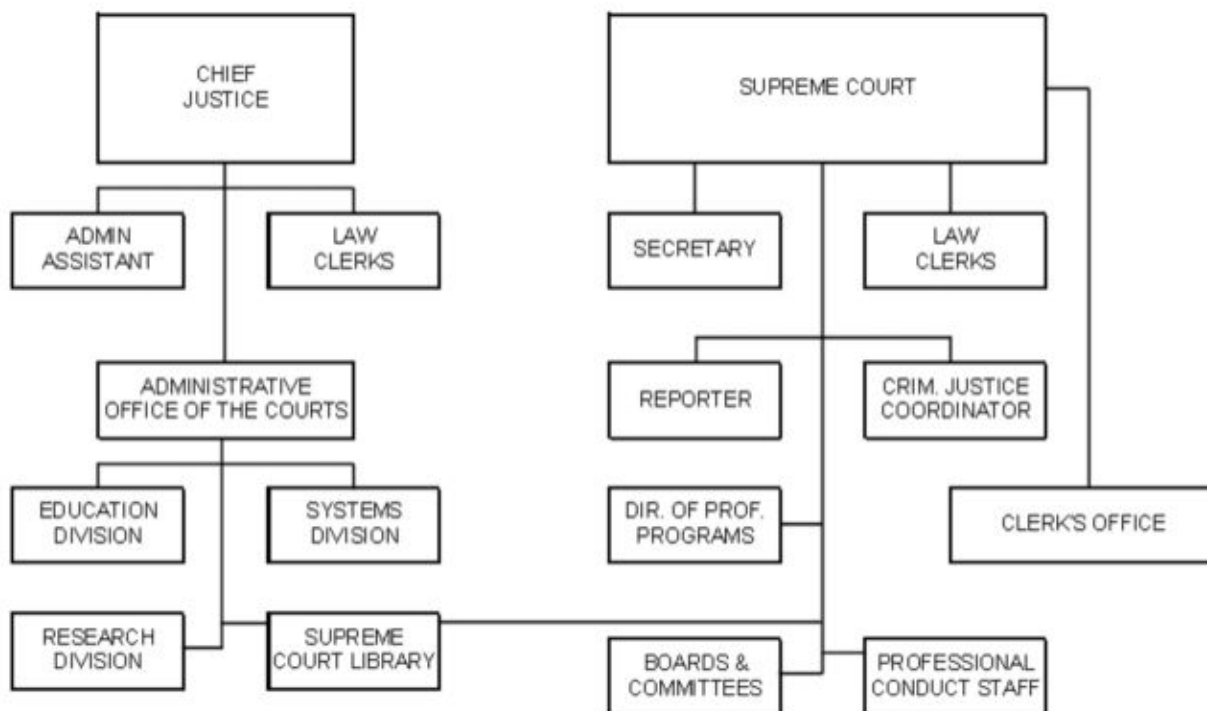 CHIEF
JUSTICE
SUPREME COURT
ADMIN
ASSISTANT
LAW
CLERKS
SECRETARY
LAW
CLERKS
ADMINISTRATIVE
OFFICE OF THE COURTS
REPORTER
CRIM. JUSTICE
COORDINATOR
EDUCATION
DIVISION
SYSTEMS
DIVISION
DIR. OF PROF.
PROGRAMS
CLERK'S OFFICE
RESEARCH
DIVISION
SUPREME
COURT LIBRARY
BOARDS &
COMMITTEES
PROFESSIONAL
CONDUCT STAFF